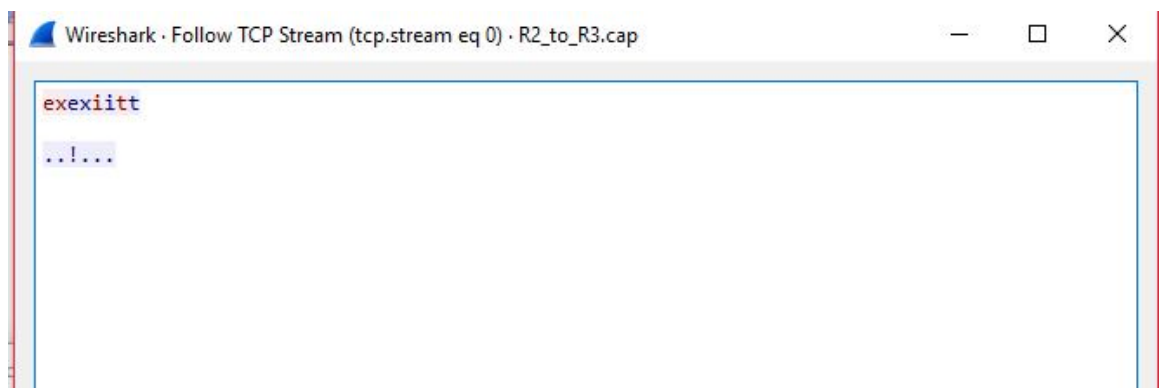 Wireshark · Follow TCP Stream (tcp.stream eq 0) · R2_to_R3.cap
exexiitt
..!...